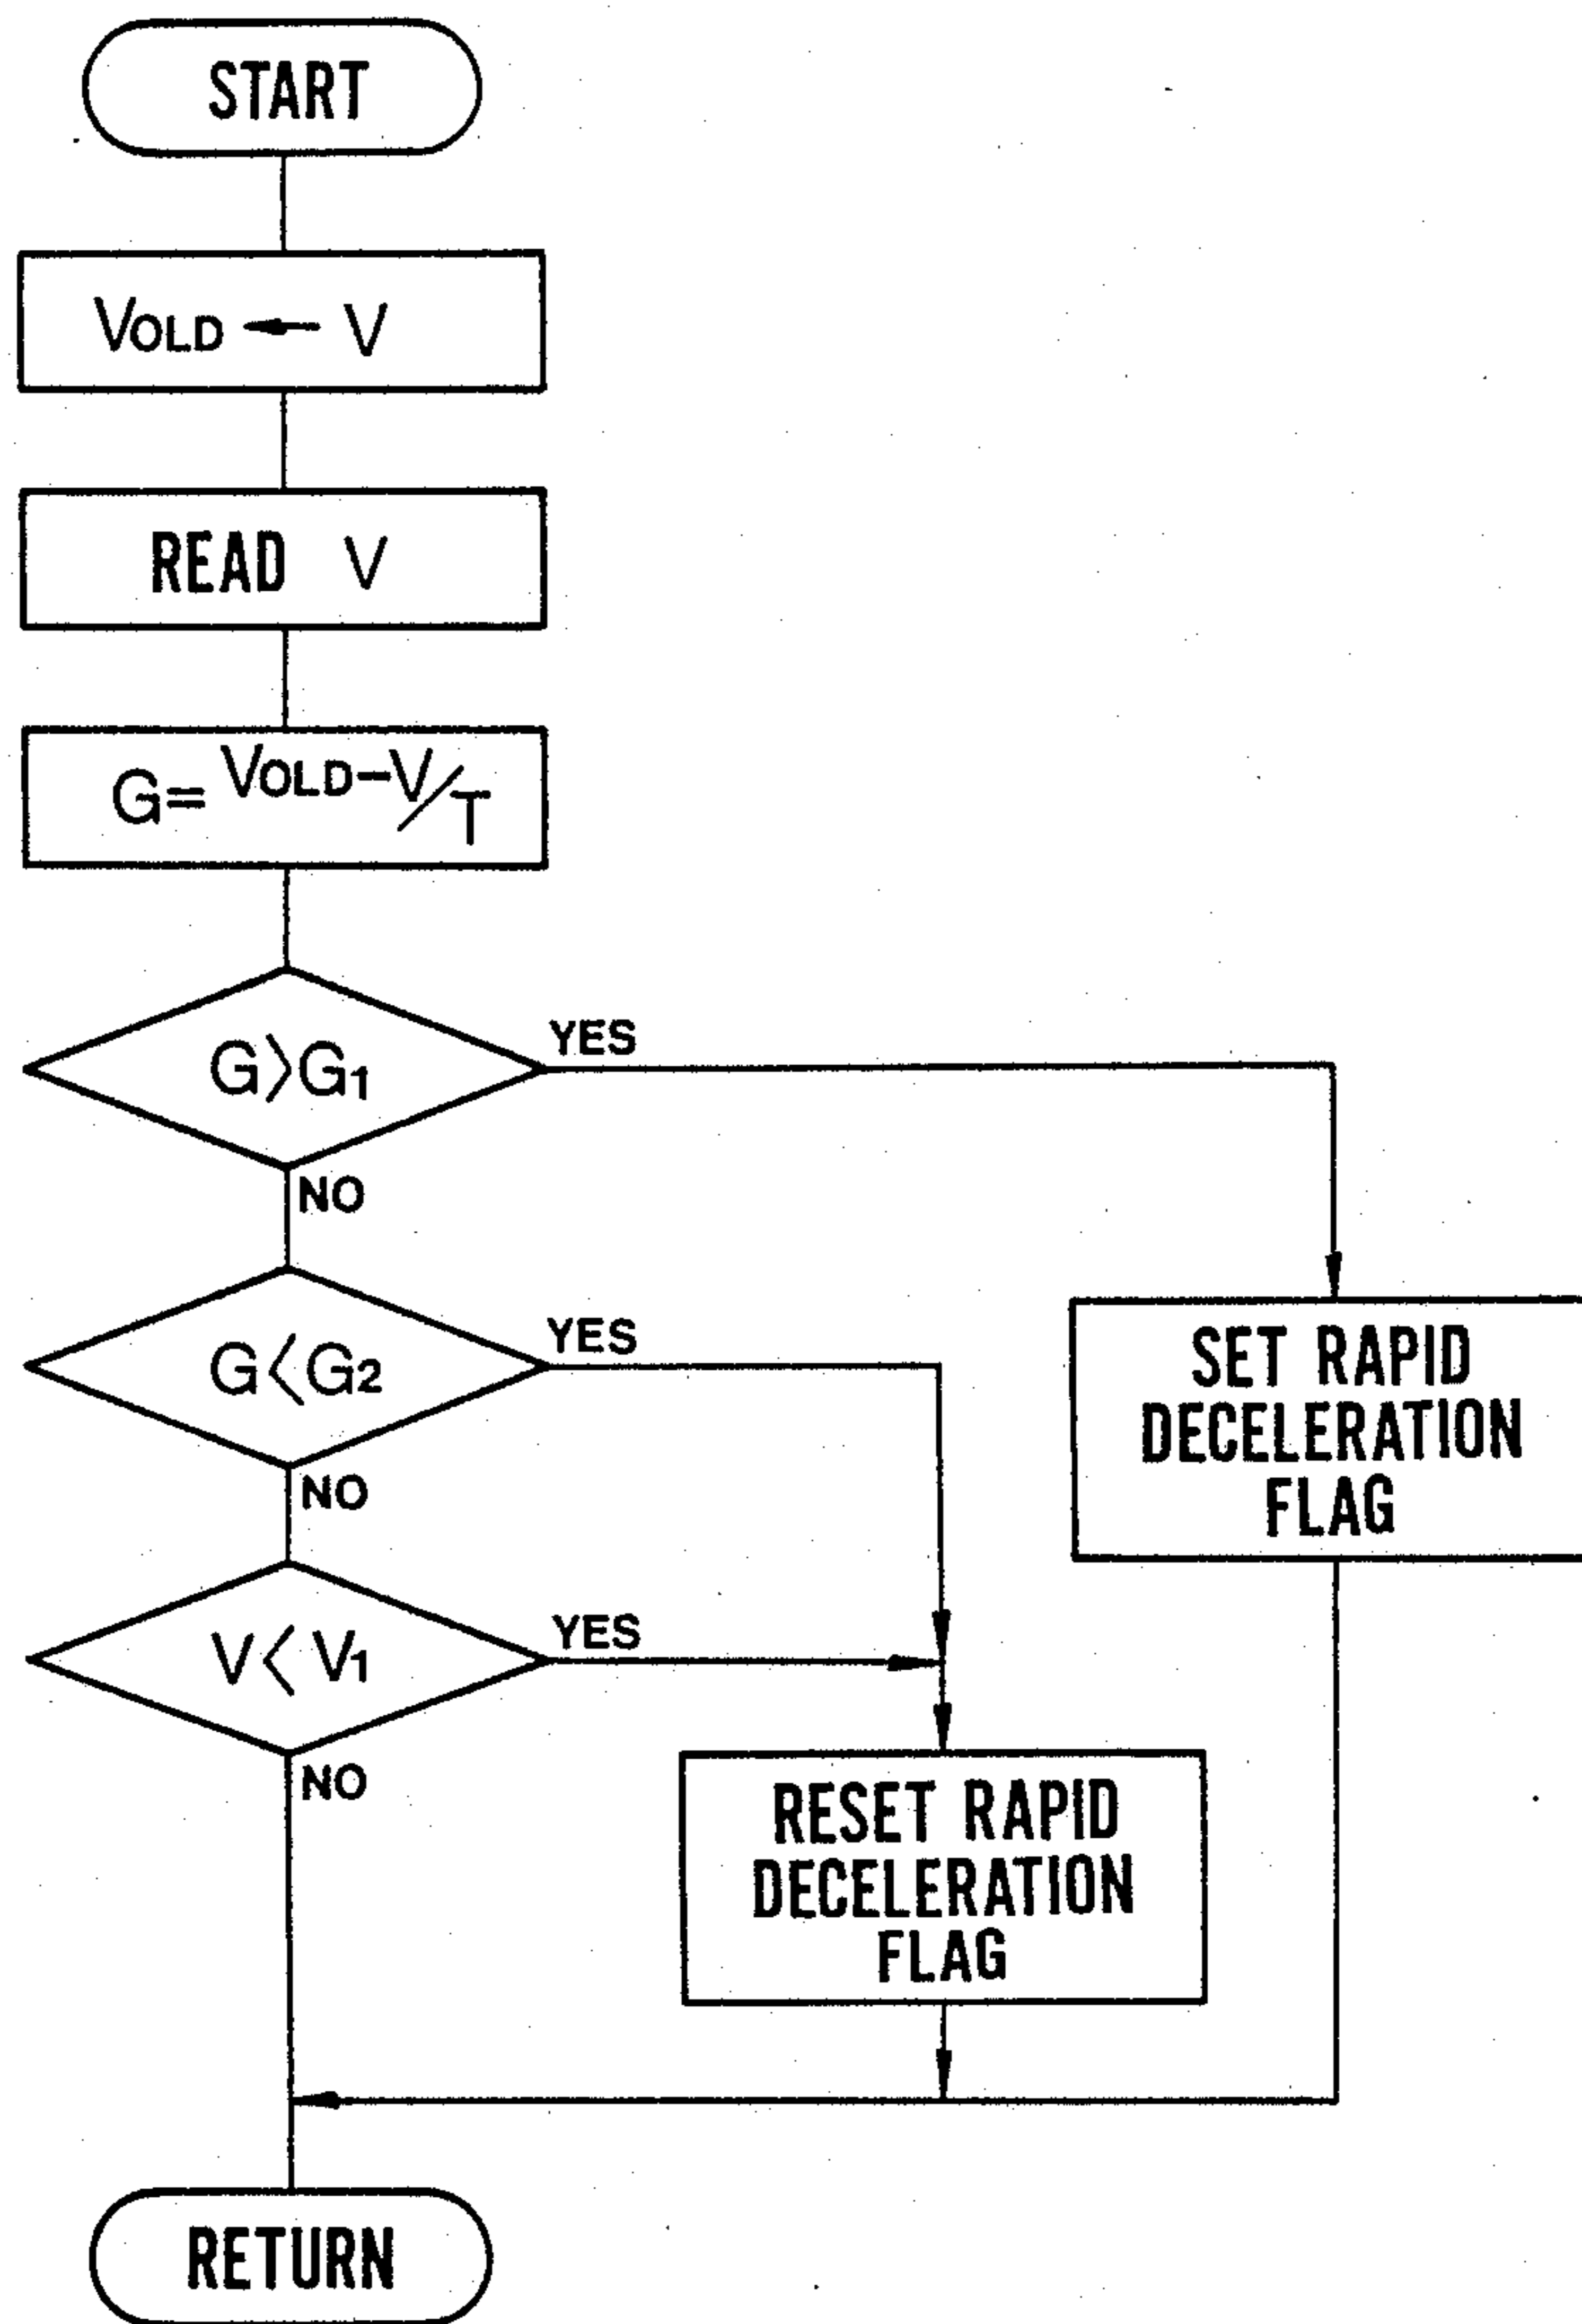 START
VOLD ← V
READ V
G=VOLD-V/T
G>G1
YES
NO
G<G2
YES
NO
SET RAPID
DECELERATION
FLAG
V<V1
YES
NO
RESET RAPID
DECELERATION
FLAG
RETURN